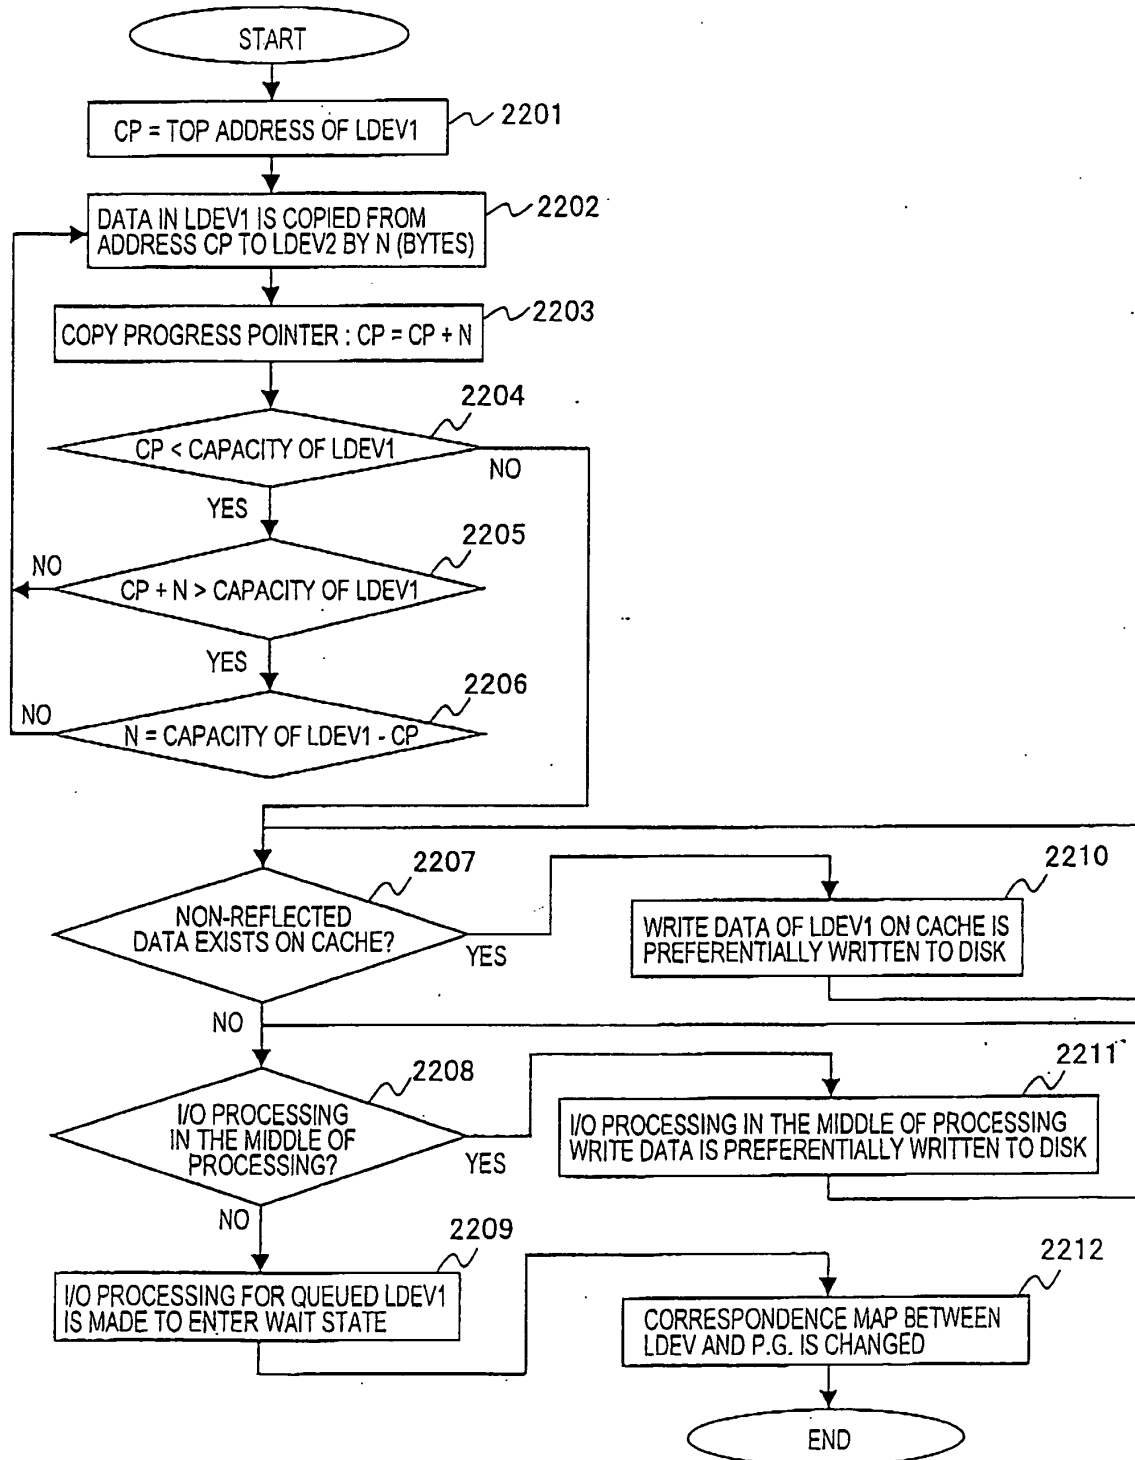 START
CP = TOP ADDRESS OF LDEV1
2201
DATA IN LDEV1 IS COPIED FROM
ADDRESS CP TO LDEV2 BY N (BYTES)
2202
COPY PROGRESS POINTER : CP = CP + N
2203
2204
CP < CAPACITY OF LDEV1
NO
YES
2205
NO
CP + N > CAPACITY OF LDEV1
YES
2206
NO
N = CAPACITY OF LDEV1 - CP
2207
NON-REFLECTED
DATA EXISTS ON CACHE?
YES
2210
WRITE DATA OF LDEV1 ON CACHE IS
PREFERENTIALLY WRITTEN TO DISK
NO
2208
I/O PROCESSING
IN THE MIDDLE OF
PROCESSING?
YES
2211
I/O PROCESSING IN THE MIDDLE OF PROCESSING
WRITE DATA IS PREFERENTIALLY WRITTEN TO DISK
NO
2209
I/O PROCESSING FOR QUEUED LDEV1
IS MADE TO ENTER WAIT STATE
2212
CORRESPONDENCE MAP BETWEEN
LDEV AND P.G. IS CHANGED
END